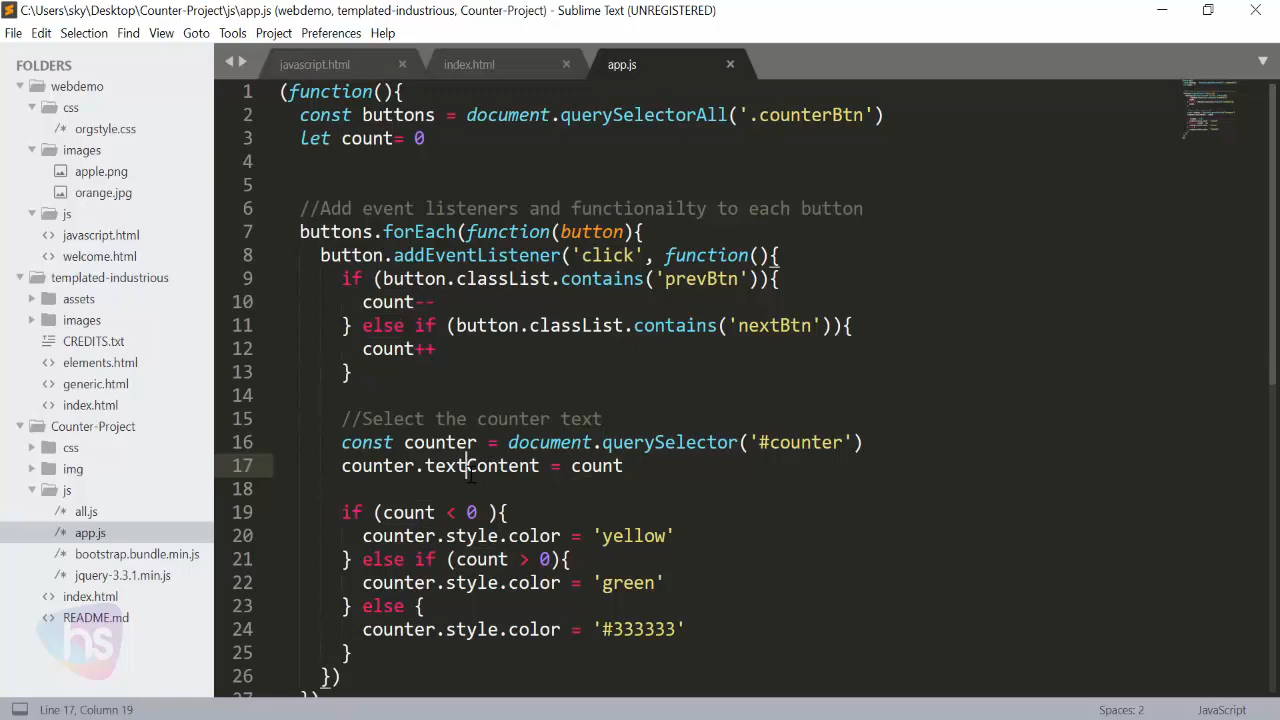 C:\Users\sky\Desktop\Counter-Project\js\app.js (webdemo, templated-industrious, Counter-Project) - Sublime Text (UNREGISTERED)
File Edit Selection Find View Goto Tools Project Preferences Help
FOLDERS
webdemo
css
/* orgstyle.css
images
apple.png
orange.jpg
js
<> javascript.html
<> welcome.html
templated-industrious
assets
images
CREDITS.txt
<> elements.html
<> generic.html
<> index.html
Counter-Project
css
img
js
/* all.js
/* app.js
/* bootstrap.bundle.min.js
/* jquery-3.3.1.min.js
<> index.html
README.md
hs
javascript.html index.html app.js
1 (function(){
2 const buttons = document.querySelectorAll('.counterBtn')
3 let count= 0
4
5
6 //Add event listeners and functionailty to each button
7 buttons.forEach(function(button){
8 button.addEventListener('click', function(){
9 if (button.classList.contains('prevBtn')){
10 count--
11 } else if (button.classList.contains('nextBtn')){
12 count++
13 }
14
15 //Select the counter text
16 const counter = document.querySelector('#counter')
17 counter.textContent = count
18
19 if (count < 0 ){
20 counter.style.color = 'yellow'
21 } else if (count > 0){
22 counter.style.color = 'green'
23 } else {
24 counter.style.color = '#333333'
25 }
26 })
27 })
Line 17, Column 19 Spaces: 2 JavaScript